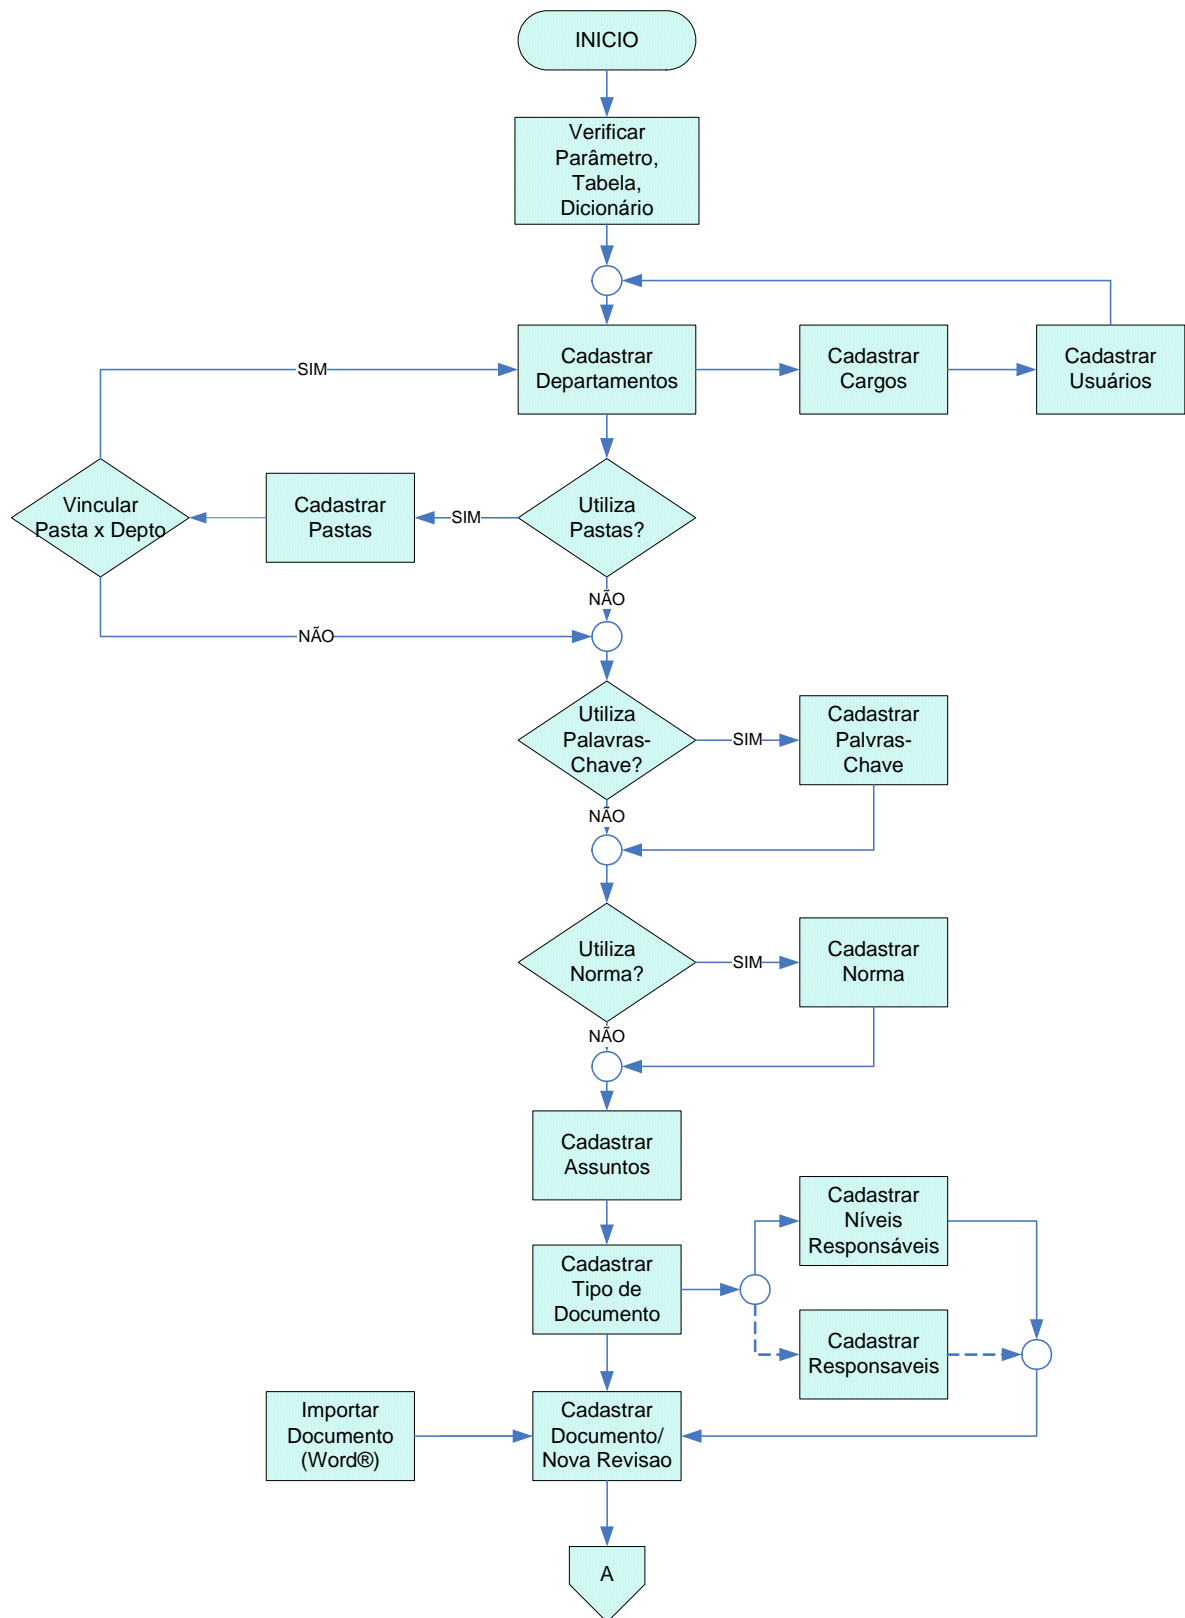 INICIO
Verificar
Parâmetro,
Tabela,
Dicionário
SIM
Cadastrar
Departamentos
Cadastrar
Cargos
Cadastrar
Usuários
Vincular
Pasta x Depto
Cadastrar
Pastas
SIM
Utiliza
Pastas?
NÃO
NÃO
Utiliza
Palavras-
Chave?
SIM
Cadastrar
Palvras-
Chave
NÃO
Utiliza
Norma?
SIM
Cadastrar
Norma
NÃO
Cadastrar
Assuntos
Cadastrar
Níveis
Responsáveis
Cadastrar
Tipo de
Documento
Cadastrar
Responsaveis
Importar
Documento
(Word®)
Cadastrar
Documento/
Nova Revisao
A